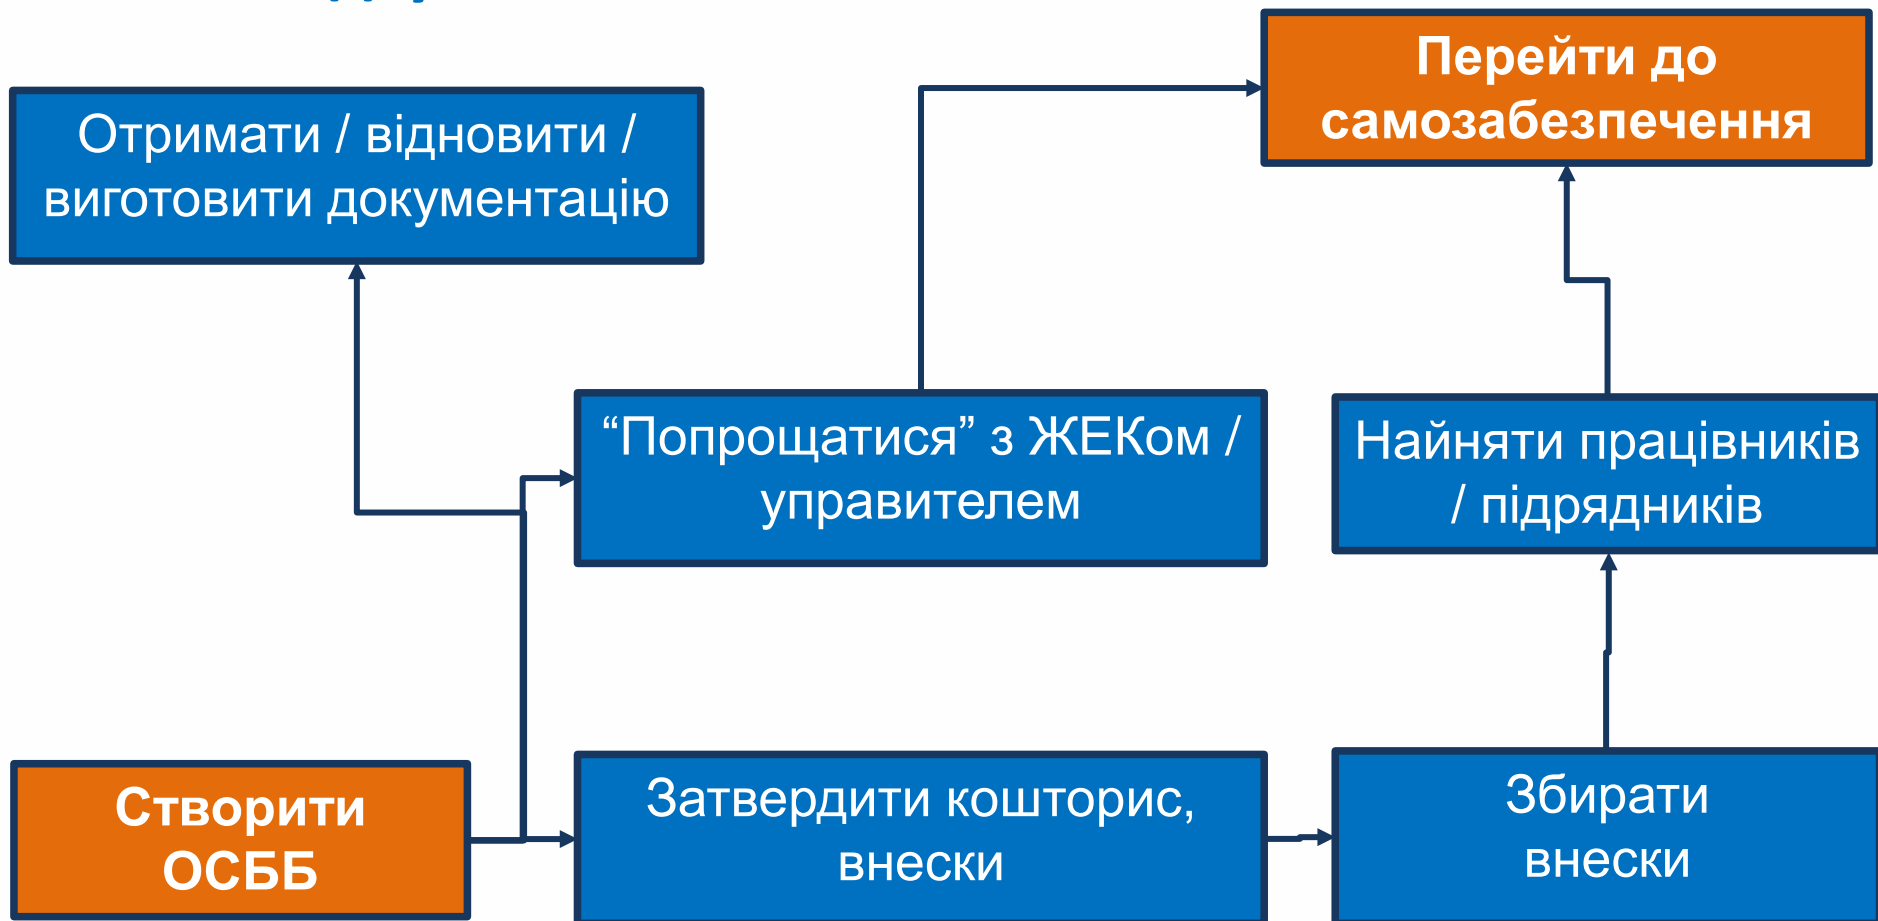 Перейти до
самозабезпечення
Отримати / відновити /
виготовити документацію
“Попрощатися” з ЖЕКом /
управителем
Найняти працівників
/ підрядників
Створити
ОСББ
Затвердити кошторис,
внески
Збирати
внески